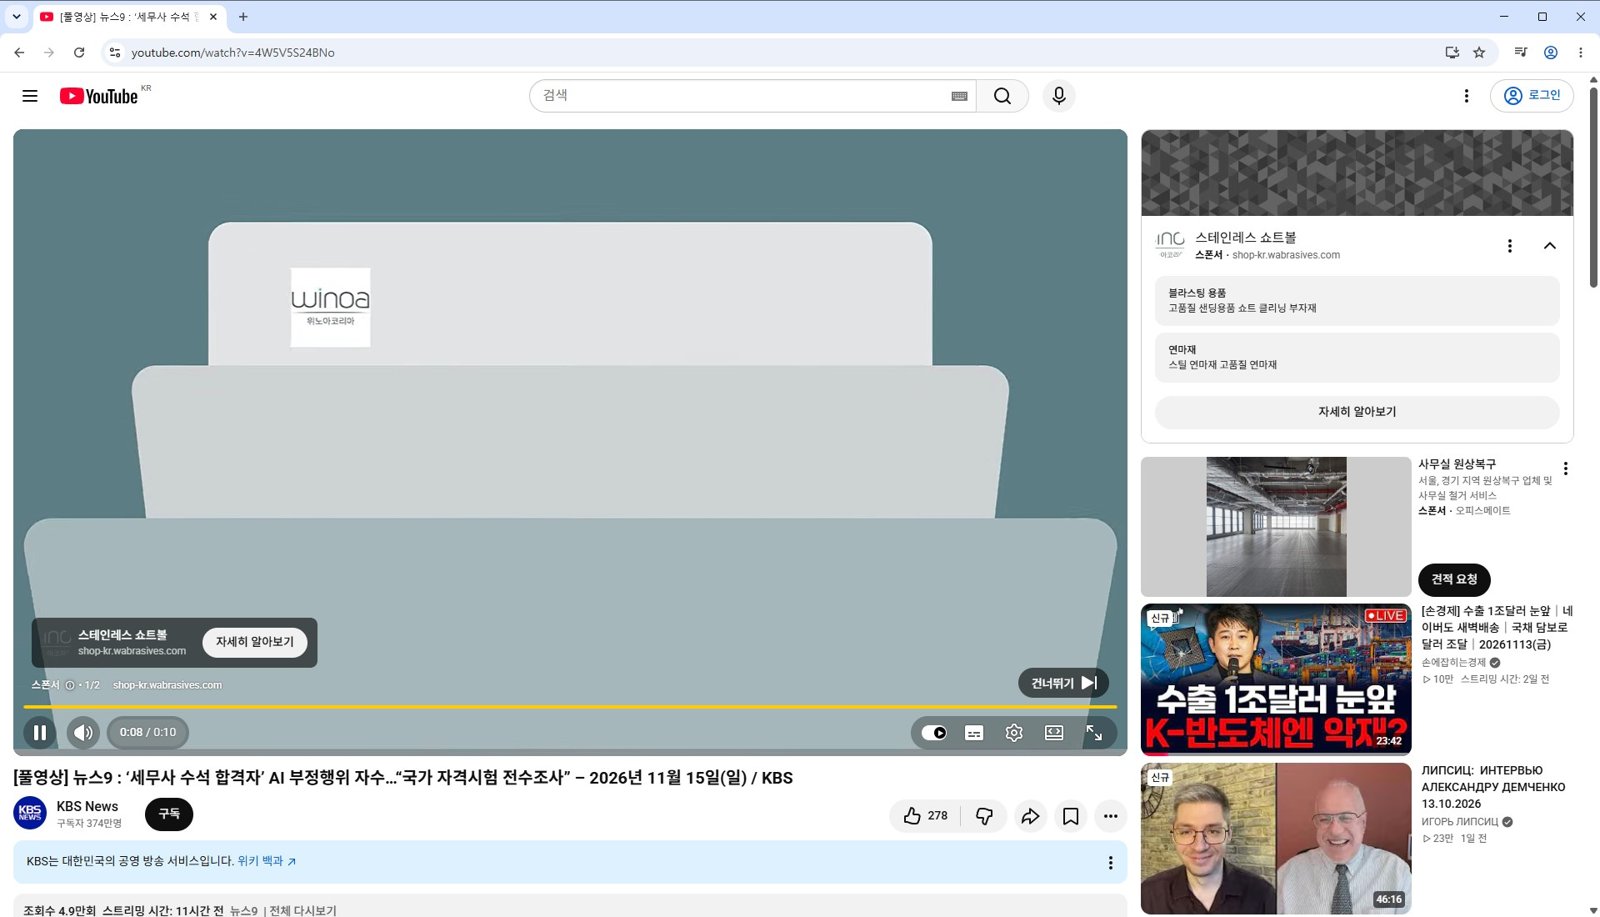 [풀영상] 뉴스9 : ‘세무사 수석
youtube.com/watch?v=4W5V5S24BNo
YouTube KR
검색
로그인
winoa
위노아코리아
스테인레스 쇼트볼
shop-kr.wabrasives.com
자세히 알아보기
스폰서 · 1/2 shop-kr.wabrasives.com
건너뛰기
0:08 / 0:10
[풀영상] 뉴스9 : ‘세무사 수석 합격자’ AI 부정행위 자수…“국가 자격시험 전수조사” – 2026년 11월 15일(일) / KBS
KBS NEWS
KBS News
구독자 374만명
구독
278
KBS는 대한민국의 공영 방송 서비스입니다. 위키 백과
조회수 4.9만회 스트리밍 시간: 11시간 전 뉴스9 | 전체 다시보기
스테인레스 쇼트볼
스폰서 · shop-kr.wabrasives.com
블라스팅 용품
고품질 샌딩용품 쇼트 클리닝 부자재
연마재
스틸 연마재 고품질 연마재
자세히 알아보기
사무실 원상복구
서울, 경기 지역 원상복구 업체 및
사무실 철거 서비스
스폰서 · 오피스메이트
견적 요청
신규
LIVE
수출 1조달러 눈앞
K-반도체엔 악재?
23:42
[손경제] 수출 1조달러 눈앞｜네
이버도 새벽배송｜국채 담보로
달러 조달｜20261113(금)
손에잡히는경제
10만 스트리밍 시간: 2일 전
신규
46:16
ЛИПСИЦ: ИНТЕРВЬЮ
АЛЕКСАНДРУ ДЕМЧЕНКО
13.10.2026
ИГОРЬ ЛИПСИЦ
23만 1일 전